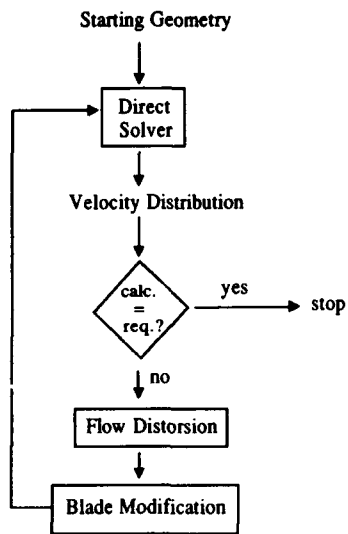 Starting Geometry
Direct
Solver
Velocity Distribution
calc.
=
req.?
yes
stop
no
Flow Distorsion
Blade Modification